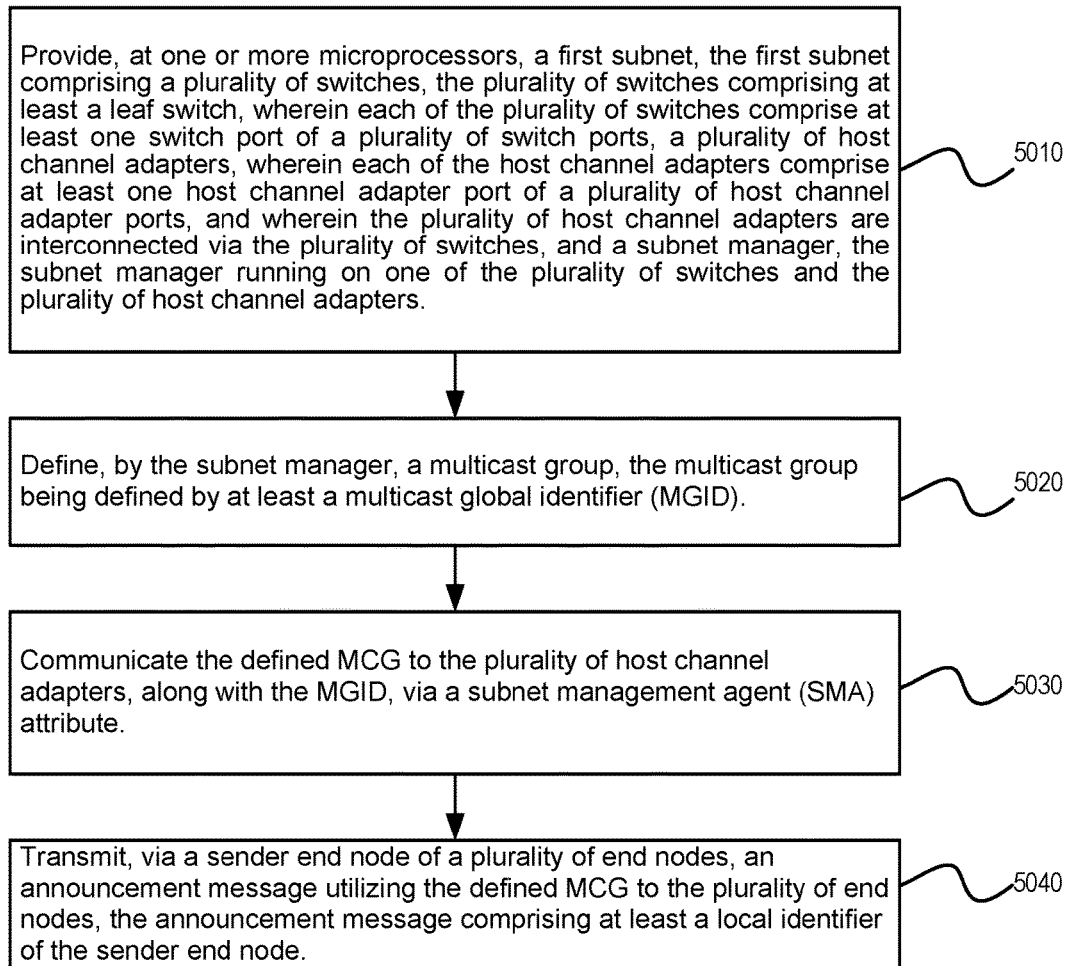 Provide, at one or more microprocessors, a first subnet, the first subnet
comprising a plurality of switches, the plurality of switches comprising at
least a leaf switch, wherein each of the plurality of switches comprise at
least one switch port of a plurality of switch ports, a plurality of host
channel adapters, wherein each of the host channel adapters comprise
at least one host channel adapter port of a plurality of host channel
adapter ports, and wherein the plurality of host channel adapters are
interconnected via the plurality of switches, and a subnet manager, the
subnet manager running on one of the plurality of switches and the
plurality of host channel adapters.
5010
Define, by the subnet manager, a multicast group, the multicast group
being defined by at least a multicast global identifier (MGID).
5020
Communicate the defined MCG to the plurality of host channel
adapters, along with the MGID, via a subnet management agent (SMA)
attribute.
5030
Transmit, via a sender end node of a plurality of end nodes, an
announcement message utilizing the defined MCG to the plurality of end
nodes, the announcement message comprising at least a local identifier
of the sender end node.
5040